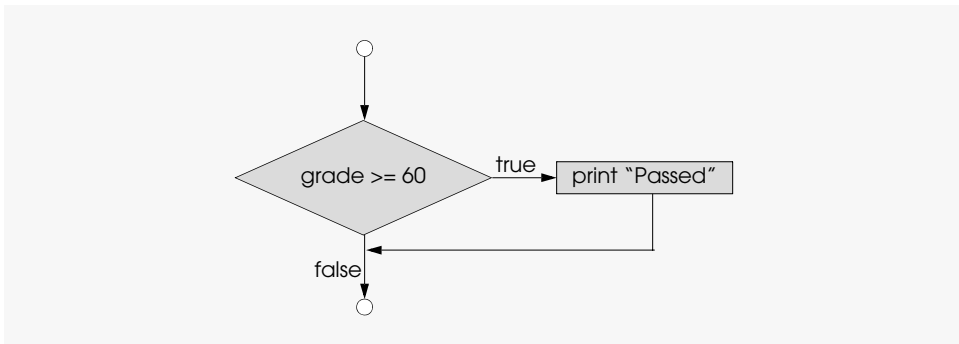 grade >= 60
true
print “Passed”
false